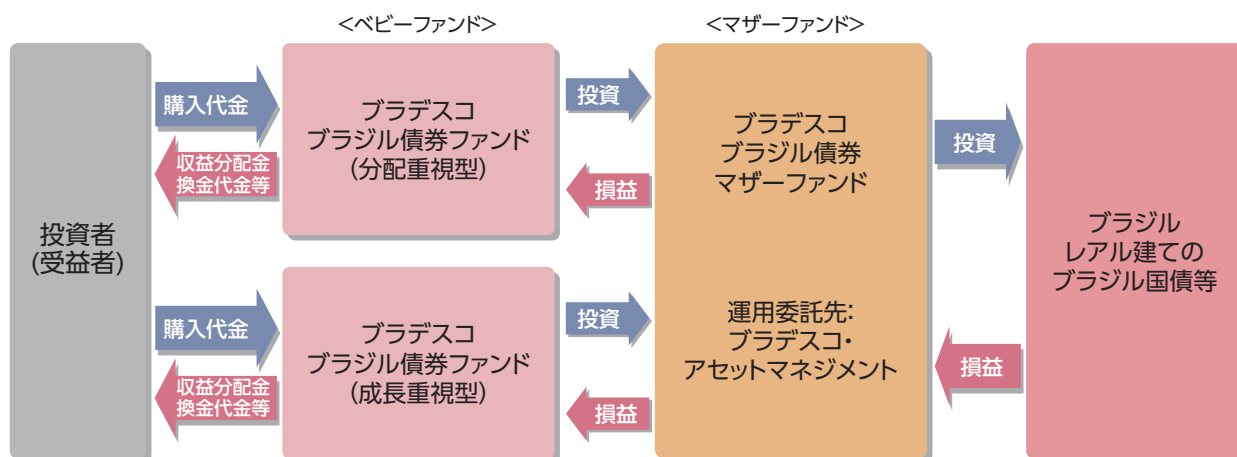 <ベビーファンド>
<マザーファンド>
投資者
(受益者)
購入代金
収益分配金
換金代金等
ブラデスコ
ブラジル債券ファンド
(分配重視型)
投資
損益
購入代金
収益分配金
換金代金等
ブラデスコ
ブラジル債券ファンド
(成長重視型)
投資
損益
ブラデスコ
ブラジル債券
マザーファンド
運用委託先:
ブラデスコ・
アセットマネジメント
投資
損益
ブラジル
レアル建ての
ブラジル国債等